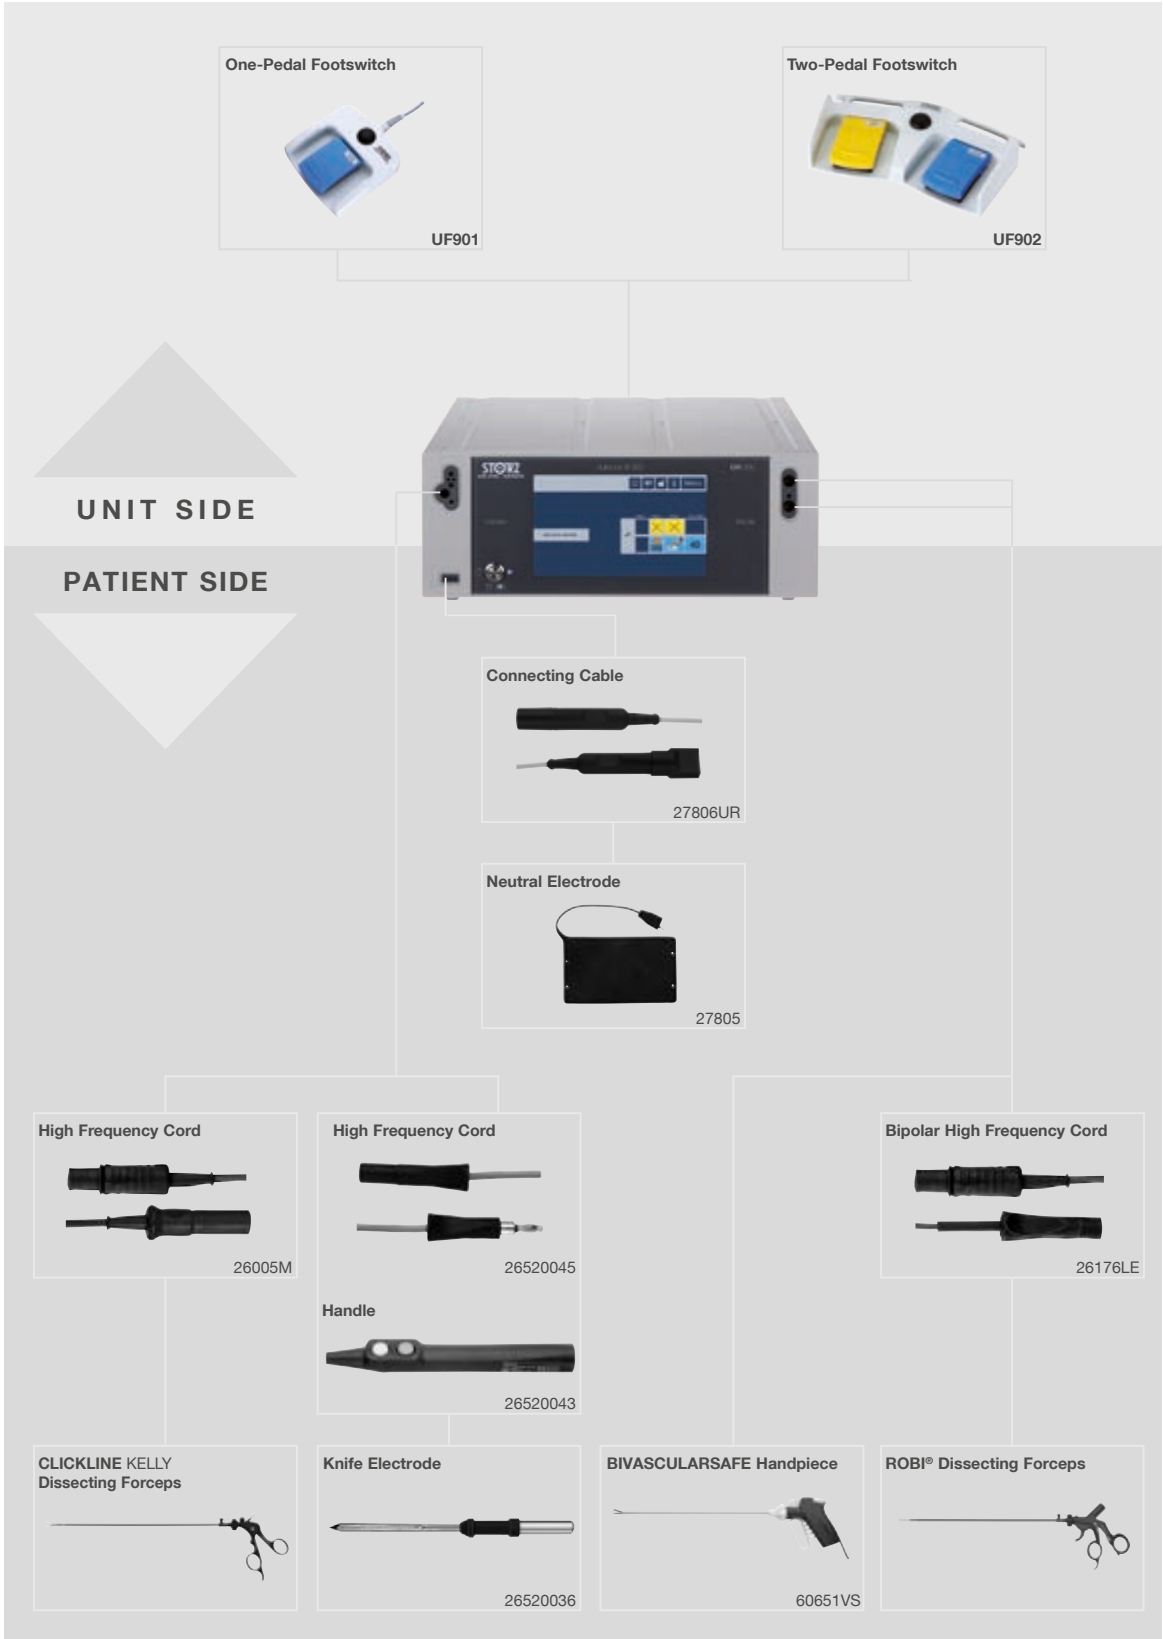 One-Pedal Footswitch
UF901
Two-Pedal Footswitch
UF902
UNIT SIDE
PATIENT SIDE
STORZ
Connecting Cable
27806UR
Neutral Electrode
27805
High Frequency Cord
26005M
High Frequency Cord
26520045
Handle
26520043
Bipolar High Frequency Cord
26176LE
CLICKLINE KELLY
Dissecting Forceps
Knife Electrode
26520036
BIVASCULARSAFE Handpiece
60651VS
ROBI® Dissecting Forceps